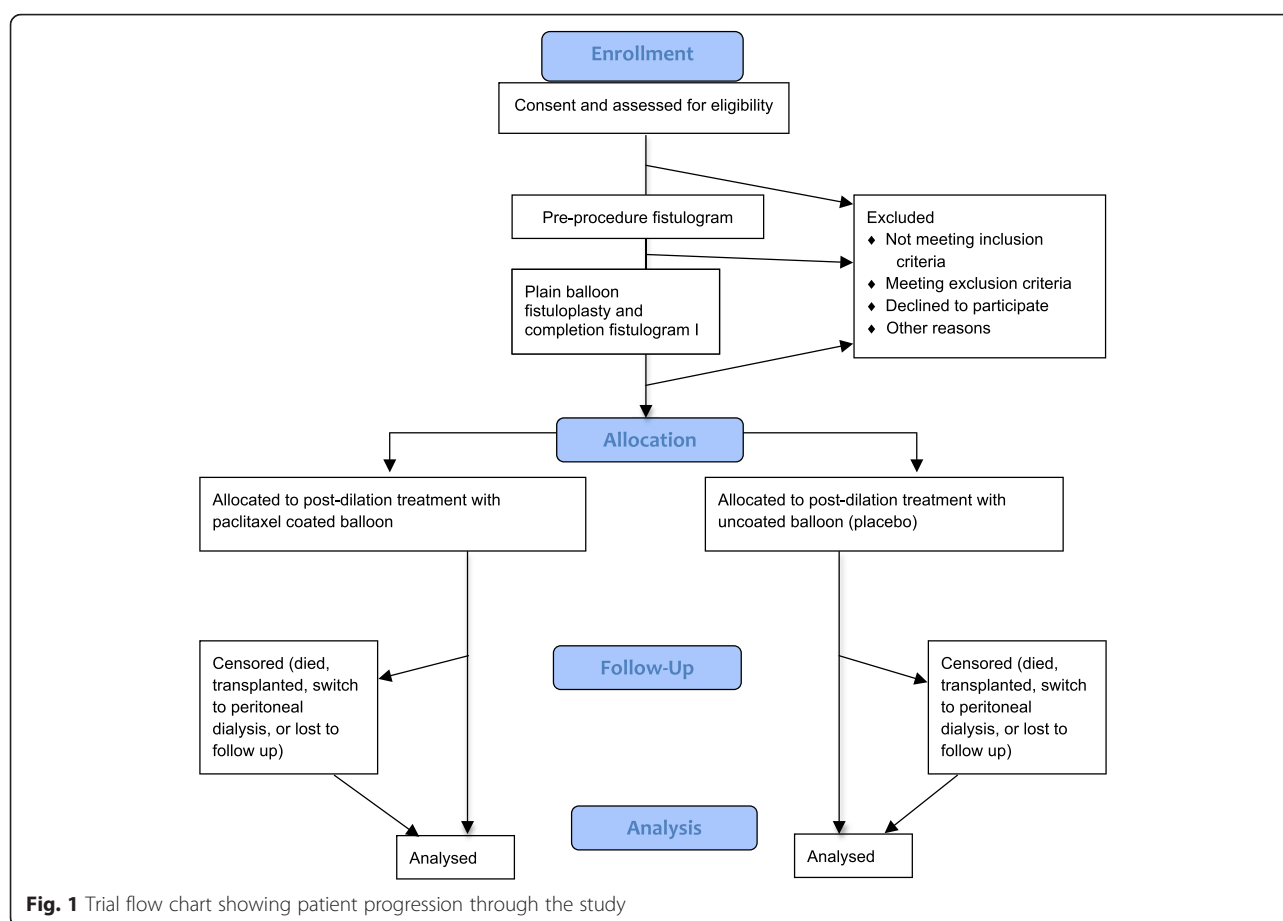 Enrollment
Consent and assessed for eligibility
Pre-procedure fistulogram
Excluded
♦ Not meeting inclusion
criteria
♦ Meeting exclusion criteria
♦ Declined to participate
♦ Other reasons
Plain balloon
fistuloplasty and
completion fistulogram I
Allocation
Allocated to post-dilation treatment with
paclitaxel coated balloon
Allocated to post-dilation treatment with
uncoated balloon (placebo)
Follow-Up
Censored (died,
transplanted, switch
to peritoneal
dialysis, or lost to
follow up)
Censored (died,
transplanted, switch
to peritoneal
dialysis, or lost to
follow up)
Analysis
Analysed
Analysed
Fig. 1 Trial flow chart showing patient progression through the study